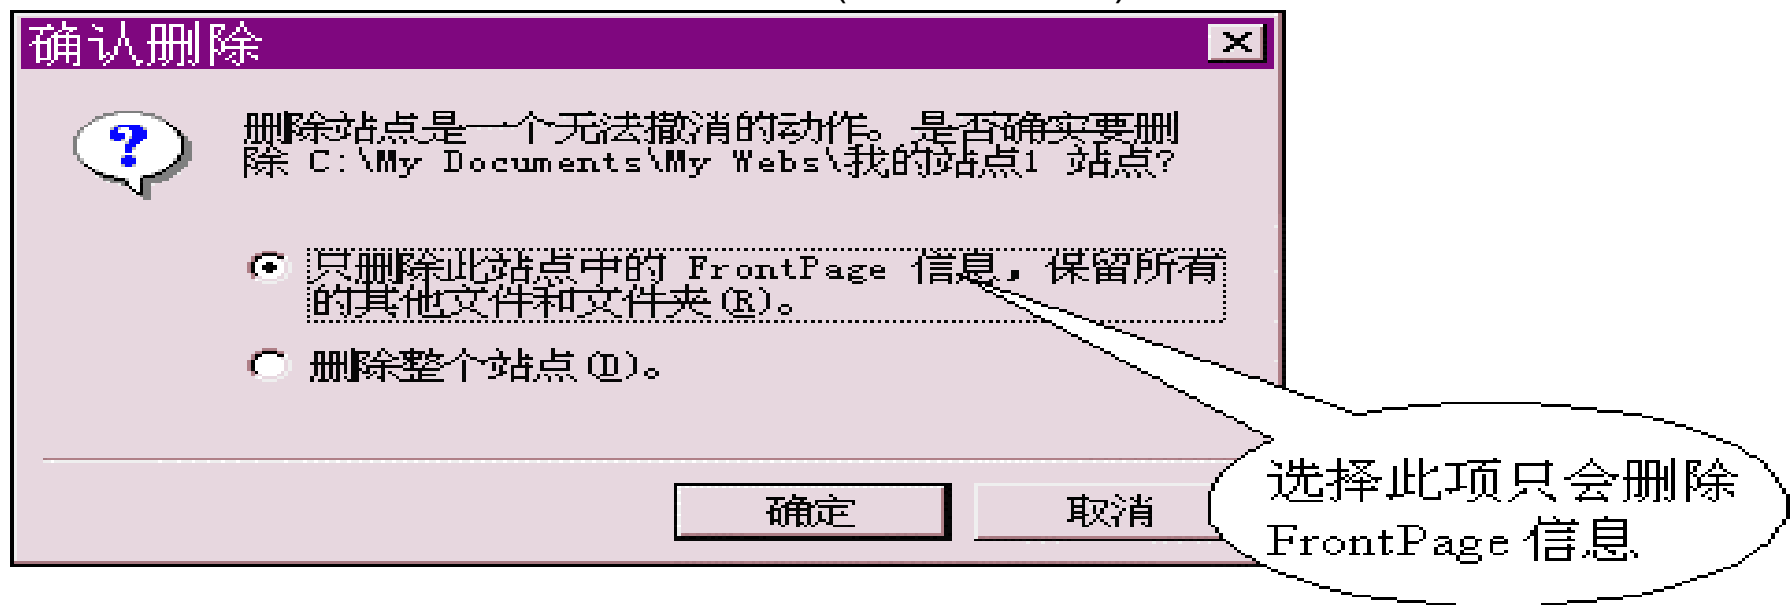 确认删除
删除站点是一个无法撤消的动作。是否确实要删
除 C:\My Documents\My Webs\我的站点1 站点?
只删除此站点中的 FrontPage 信息，保留所有
的其他文件和文件夹(R)。
删除整个站点(D)。
确定
取消
选择此项只会删除
FrontPage 信息